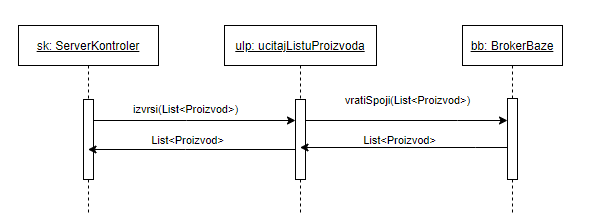 sk: ServerKontroler
ulp: ucitajListuProizvoda
bb: BrokerBaze
izvrsi(List<Proizvod>)
vratiSpoji(List<Proizvod>)
List<Proizvod>
List<Proizvod>